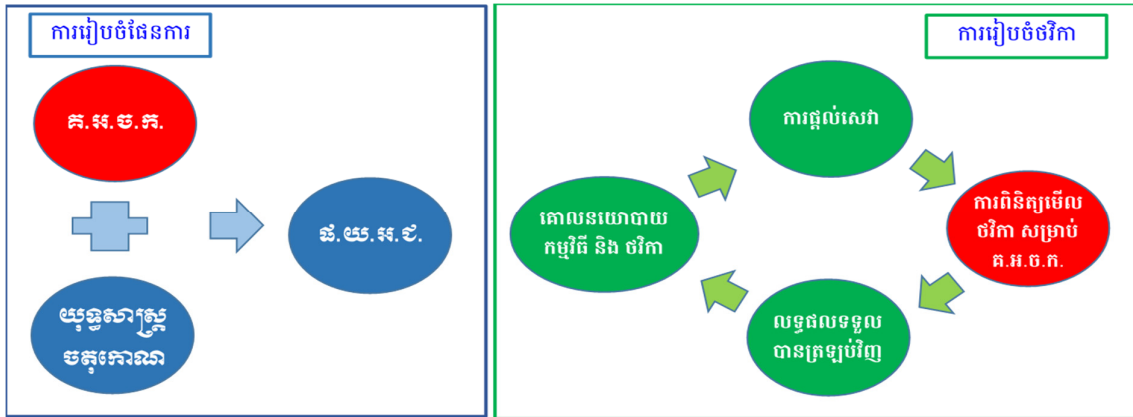 ការរៀបចំផែនការ
គ.អ.ច.ក.
ផ.យ.អ.ជ.
យុទ្ធសាស្ត្រ
ចតុកោណ
ការរៀបចំថវិកា
ការផ្តល់សេវា
ការពិនិត្យមើល
ថវិកា សម្រាប់
គ.អ.ច.ក.
លទ្ធផលទទួល
បានត្រឡប់វិញ
គោលនយោបាយ
កម្មវិធី និង ថវិកា